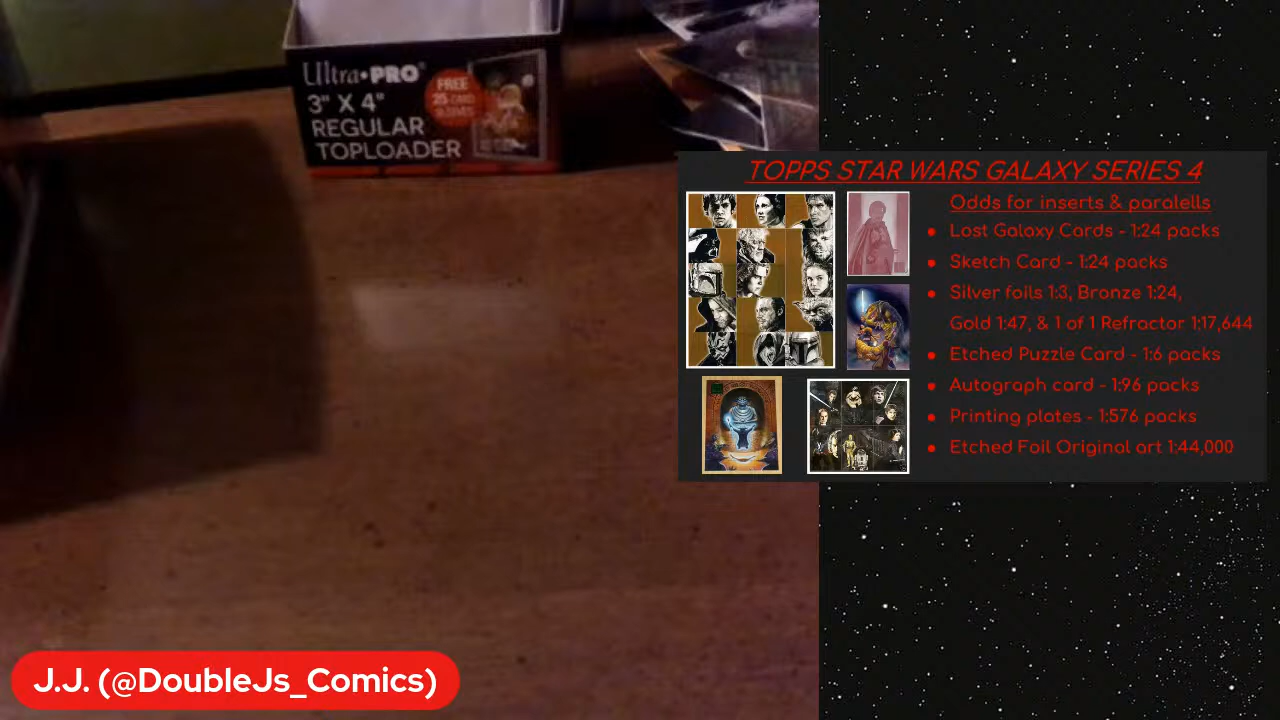 Ultra•PRO®
3" X 4"
REGULAR
TOPLOADER
FREE
25 CARD
SLEEVES
TOPPS STAR WARS GALAXY SERIES 4
Odds for inserts & paralells
• Lost Galaxy Cards - 1:24 packs
• Sketch Card - 1:24 packs
• Silver foils 1:3, Bronze 1:24,
Gold 1:47, & 1 of 1 Refractor 1:17,644
• Etched Puzzle Card - 1:6 packs
• Autograph card - 1:96 packs
• Printing plates - 1:576 packs
• Etched Foil Original art 1:44,000
J.J. (@DoubleJs_Comics)